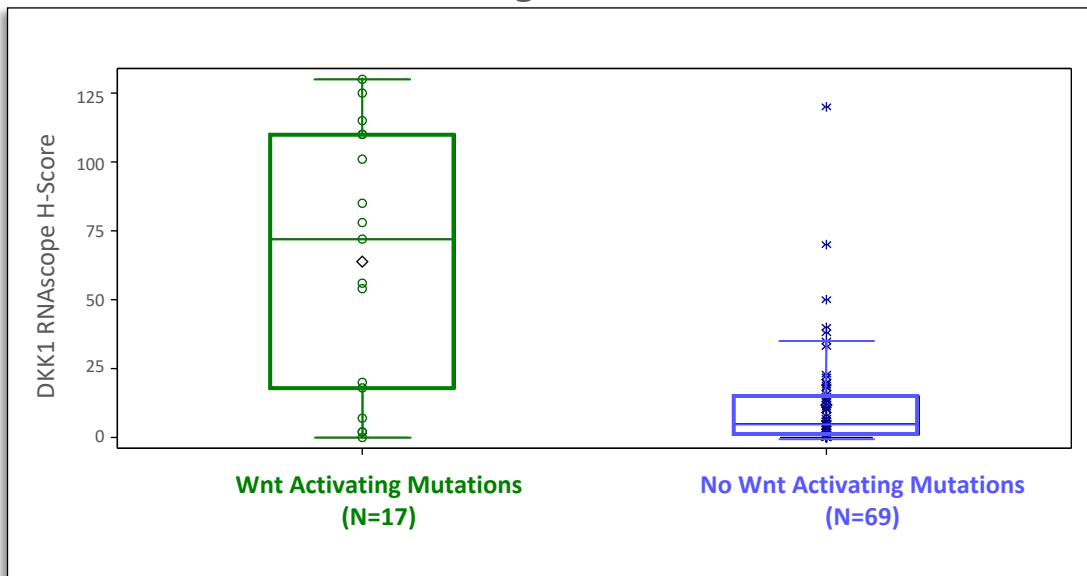 DKK1 RNAscope H-Score
125
100
75
50
25
0
Wnt Activating Mutations
(N=17)
No Wnt Activating Mutations
(N=69)